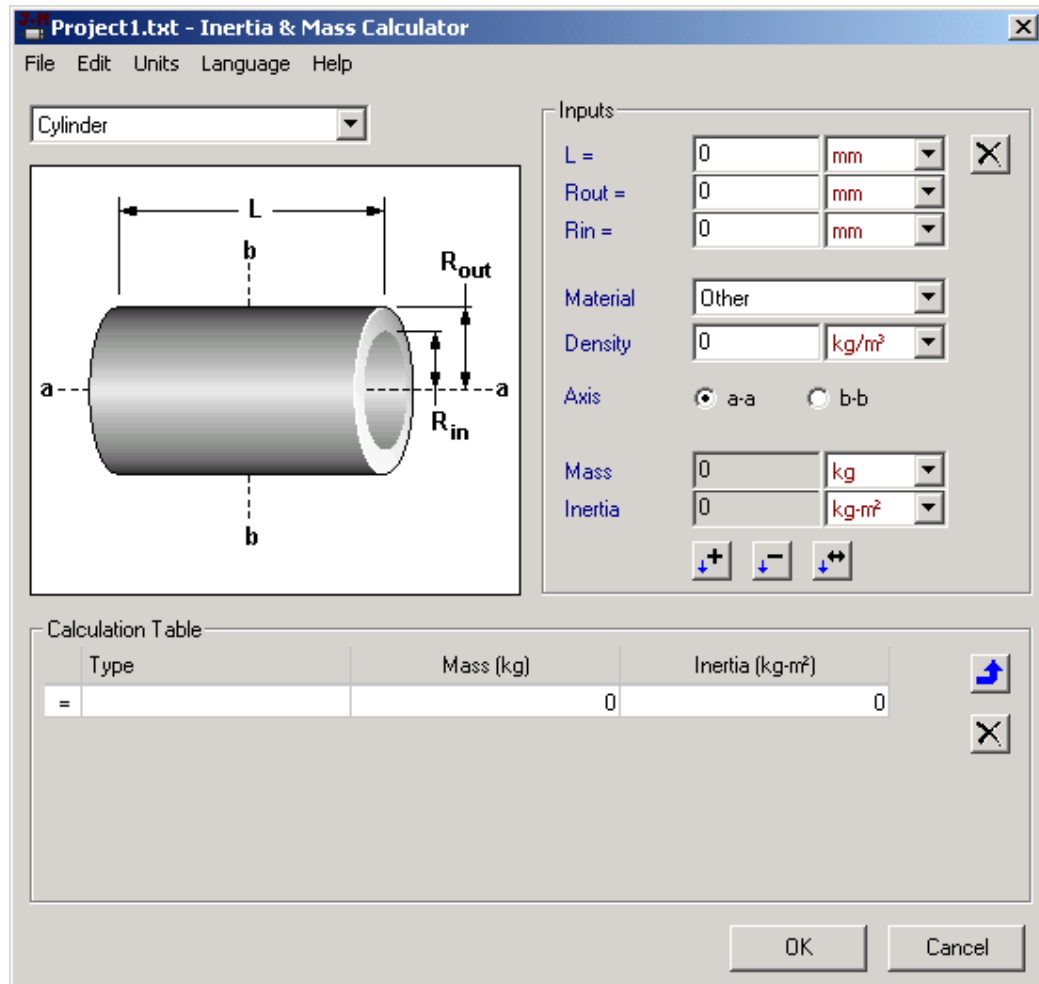 J-M
Project1.txt - Inertia & Mass Calculator
File Edit Units Language Help
Cylinder
L
b
Rout
a a
Rin
b
Inputs
L = 0 mm
Rout = 0 mm
Rin = 0 mm
Material Other
Density 0 kg/m³
Axis a-a b-b
Mass 0 kg
Inertia 0 kg-m²
Calculation Table
Type Mass (kg) Inertia (kg-m²)
= 0 0
OK Cancel